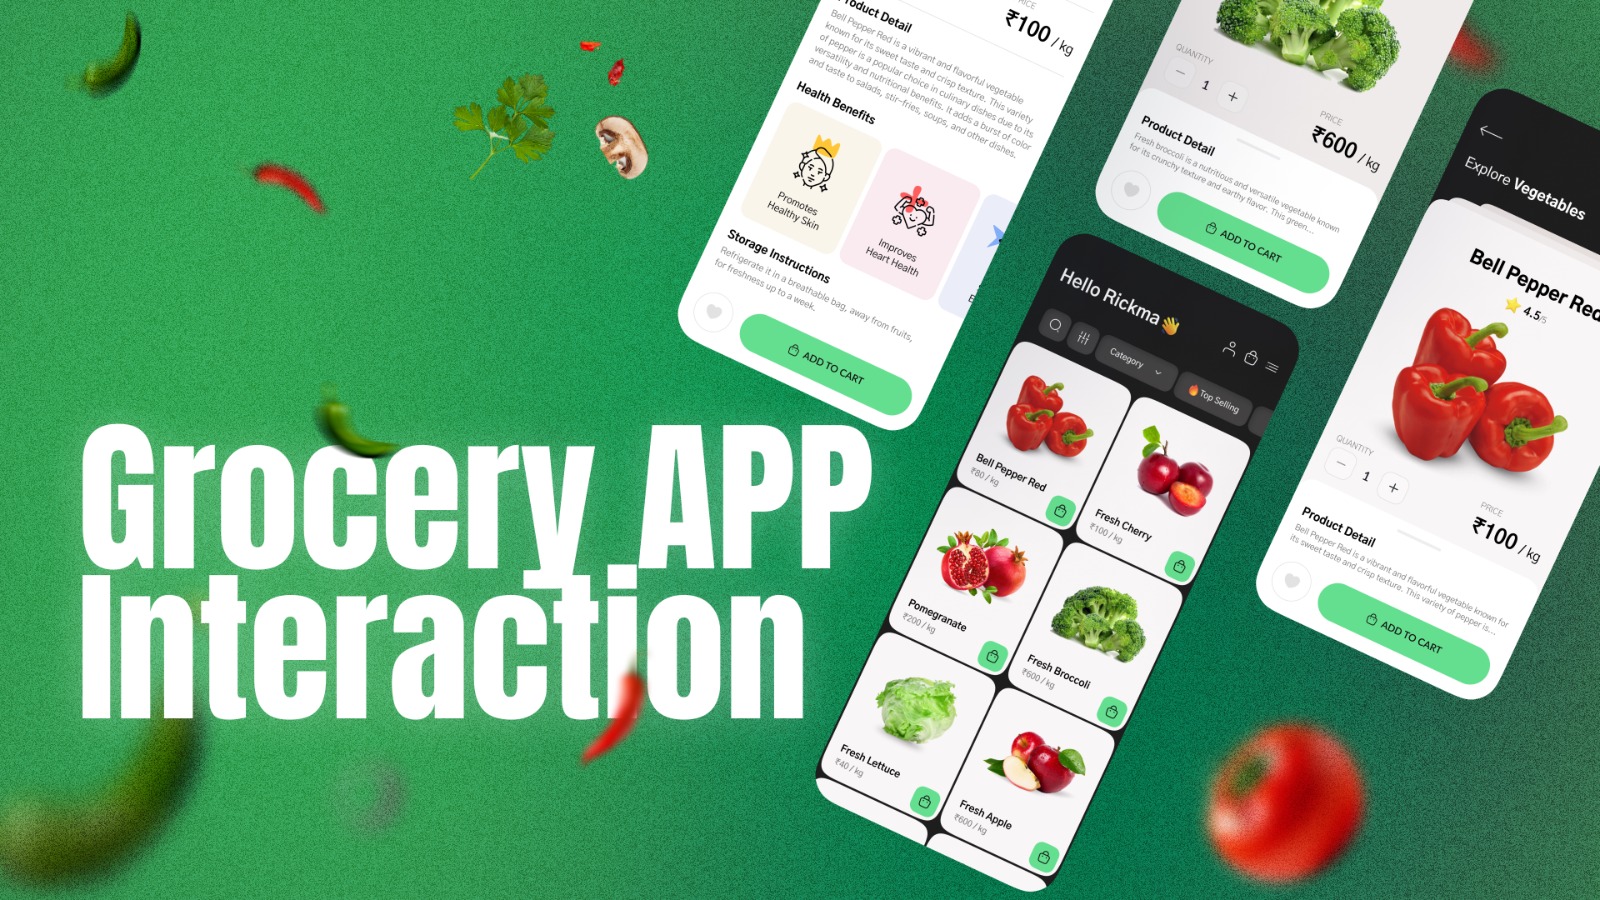 Grocery APP
Interaction
PRICE
₹100 / kg
Product Detail
Bell Pepper Red is a vibrant and flavorful vegetable
known for its sweet taste and crisp texture. This variety
of pepper is a popular choice in culinary dishes due to its
versatility and nutritional benefits. It adds a burst of color
and taste to salads, stir-fries, soups, and other dishes.
Health Benefits
Promotes
Healthy Skin
Improves
Heart Health
Storage Instructions
Refrigerate it in a breathable bag, away from fruits,
for freshness up to a week.
ADD TO CART
QUANTITY
1
PRICE
₹600 / kg
Product Detail
Fresh broccoli is a nutritious and versatile vegetable known
for its crunchy texture and earthy flavor. This green...
ADD TO CART
Hello Rickma 👋
Category
🔥 Top Selling
Bell Pepper Red
₹80 / kg
Fresh Cherry
₹100 / kg
Pomegranate
₹200 / kg
Fresh Broccoli
₹600 / kg
Fresh Lettuce
₹40 / kg
Fresh Apple
₹600 / kg
Explore Vegetables
Bell Pepper Red
⭐ 4.5/5
QUANTITY
1
PRICE
₹100 / kg
Product Detail
Bell Pepper Red is a vibrant and flavorful vegetable known for
its sweet taste and crisp texture. This variety of pepper is...
ADD TO CART